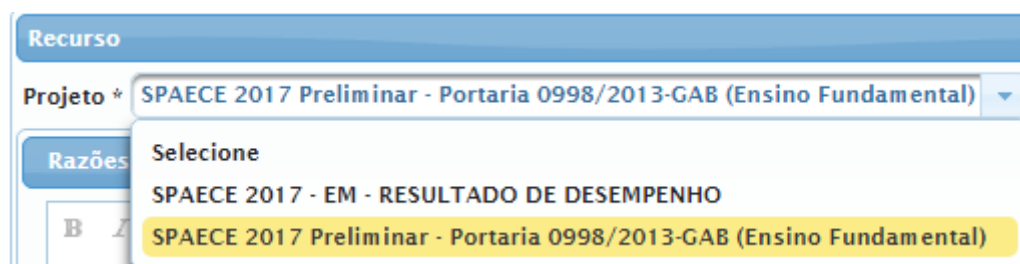 Recurso
Projeto * SPAECE 2017 Preliminar - Portaria 0998/2013-GAB (Ensino Fundamental)
Selecione
Razões
SPAECE 2017 - EM - RESULTADO DE DESEMPENHO
B I
SPAECE 2017 Preliminar - Portaria 0998/2013-GAB (Ensino Fundamental)